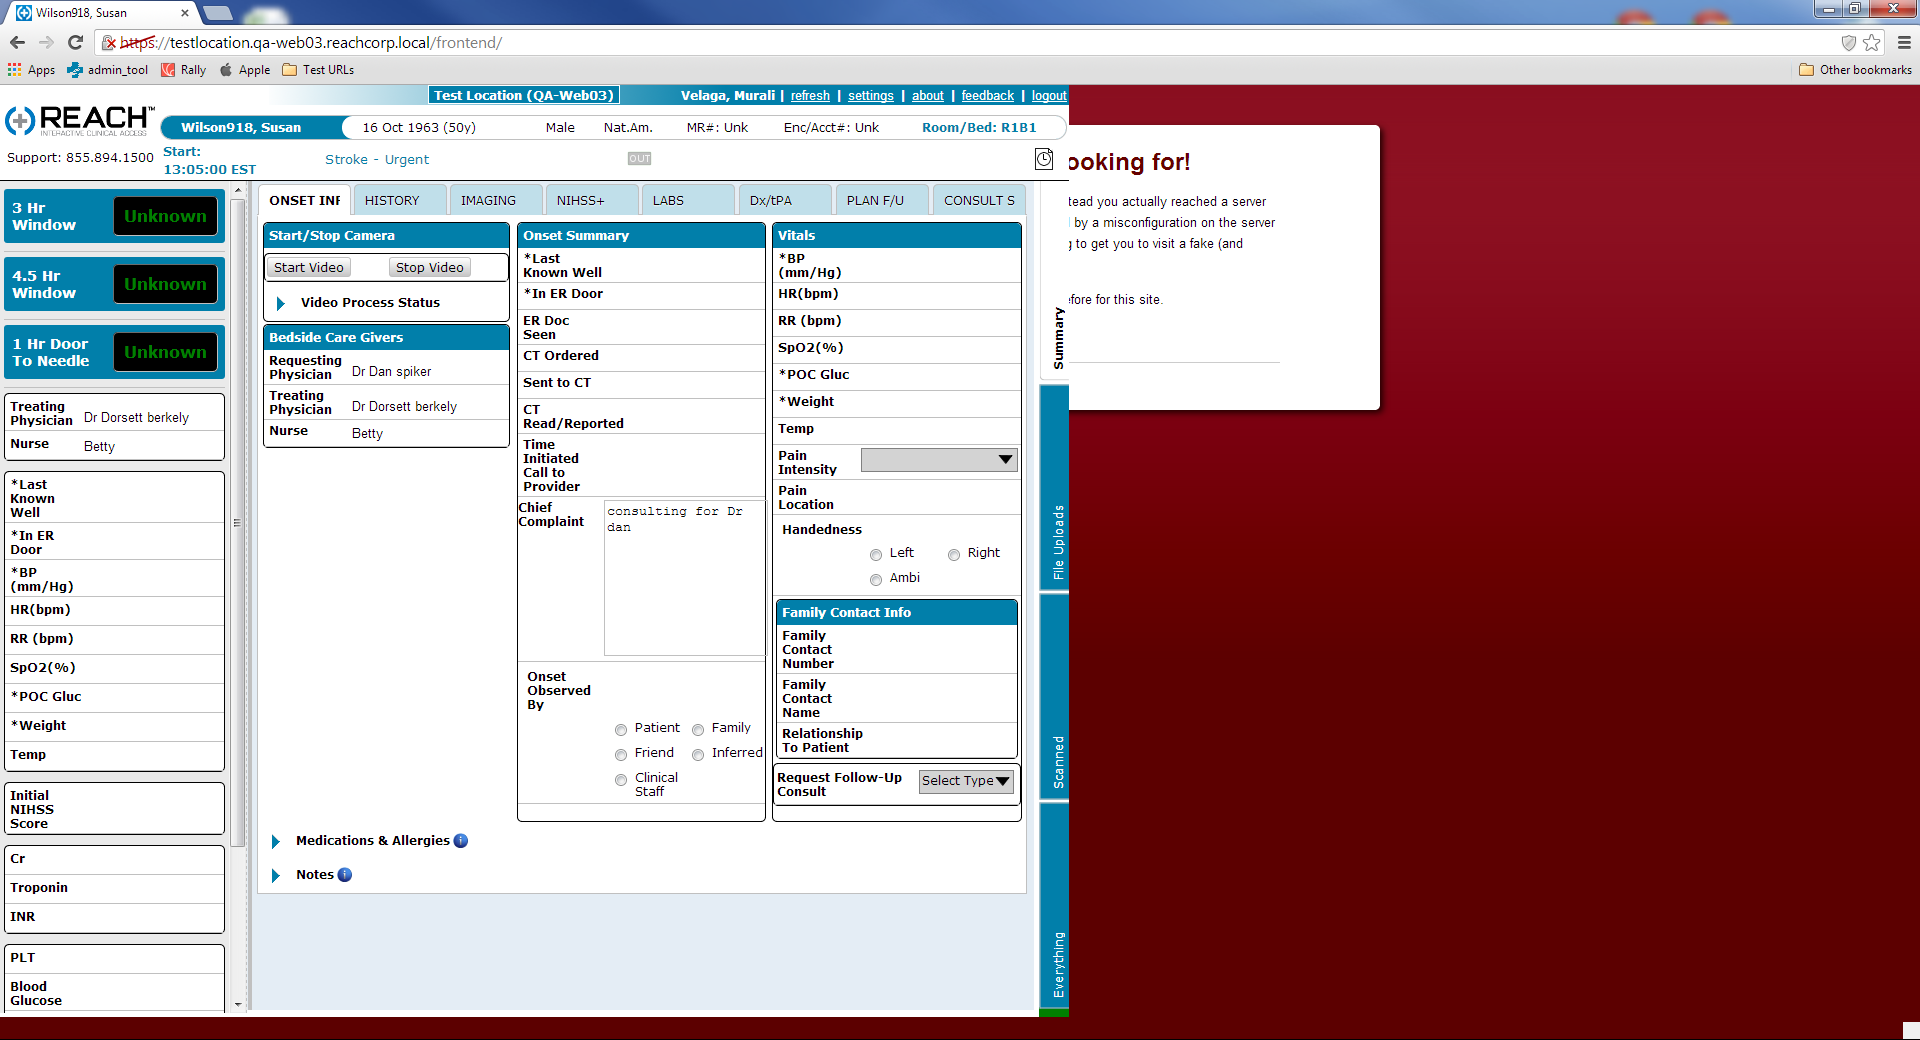 Wilson918, Susan
https://testlocation.qa-web03.reachcorp.local/frontend/
Apps admin_tool Rally Apple Test URLs Other bookmarks
Test Location (QA-Web03) Velaga, Murali | refresh | settings | about | feedback | logout
REACH™
INTERACTIVE CLINICAL ACCESS
Wilson918, Susan 16 Oct 1963 (50y) Male Nat.Am. MR#: Unk Enc/Acct#: Unk Room/Bed: R1B1
Support: 855.894.1500
Start:
13:05:00 EST
Stroke - Urgent
OUT
3 Hr
Window
Unknown
4.5 Hr
Window
Unknown
1 Hr Door
To Needle
Unknown
Treating
Physician Dr Dorsett berkely
Nurse Betty
*Last
Known
Well
*In ER
Door
*BP
(mm/Hg)
HR(bpm)
RR (bpm)
SpO2(%)
*POC Gluc
*Weight
Temp
Initial
NIHSS
Score
Cr
Troponin
INR
PLT
Blood
Glucose
ONSET INF HISTORY IMAGING NIHSS+ LABS Dx/tPA PLAN F/U CONSULT S
Start/Stop Camera
Start Video Stop Video
Video Process Status
Bedside Care Givers
Requesting
Physician Dr Dan spiker
Treating
Physician Dr Dorsett berkely
Nurse Betty
Onset Summary
*Last
Known Well
*In ER Door
ER Doc
Seen
CT Ordered
Sent to CT
CT
Read/Reported
Time
Initiated
Call to
Provider
Chief
Complaint
consulting for Dr
dan
Onset
Observed
By
Patient Family
Friend Inferred
Clinical
Staff
Vitals
*BP
(mm/Hg)
HR(bpm)
RR (bpm)
SpO2(%)
*POC Gluc
*Weight
Temp
Pain
Intensity
Pain
Location
Handedness
Left Right
Ambi
Family Contact Info
Family
Contact
Number
Family
Contact
Name
Relationship
To Patient
Request Follow-Up
Consult
Select Type
Medications & Allergies
Notes
Summary
File Uploads
Scanned
Everything
ooking for!
tead you actually reached a server
by a misconfiguration on the server
g to get you to visit a fake (and
efore for this site.